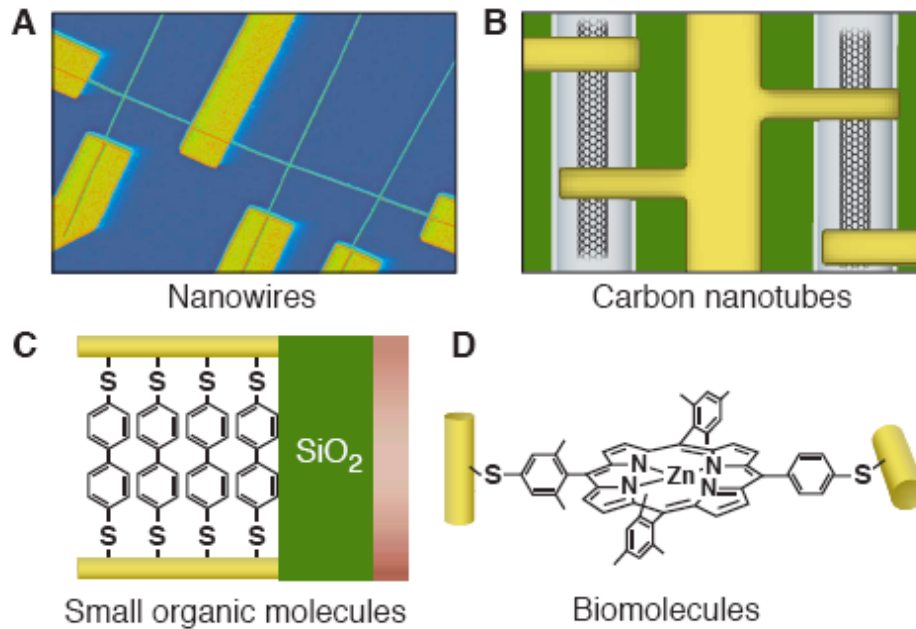 A
B
Nanowires
Carbon nanotubes
C
D
S S S S
SiO2
S S S S
N N
Zn
N N
S
S
Small organic molecules
Biomolecules